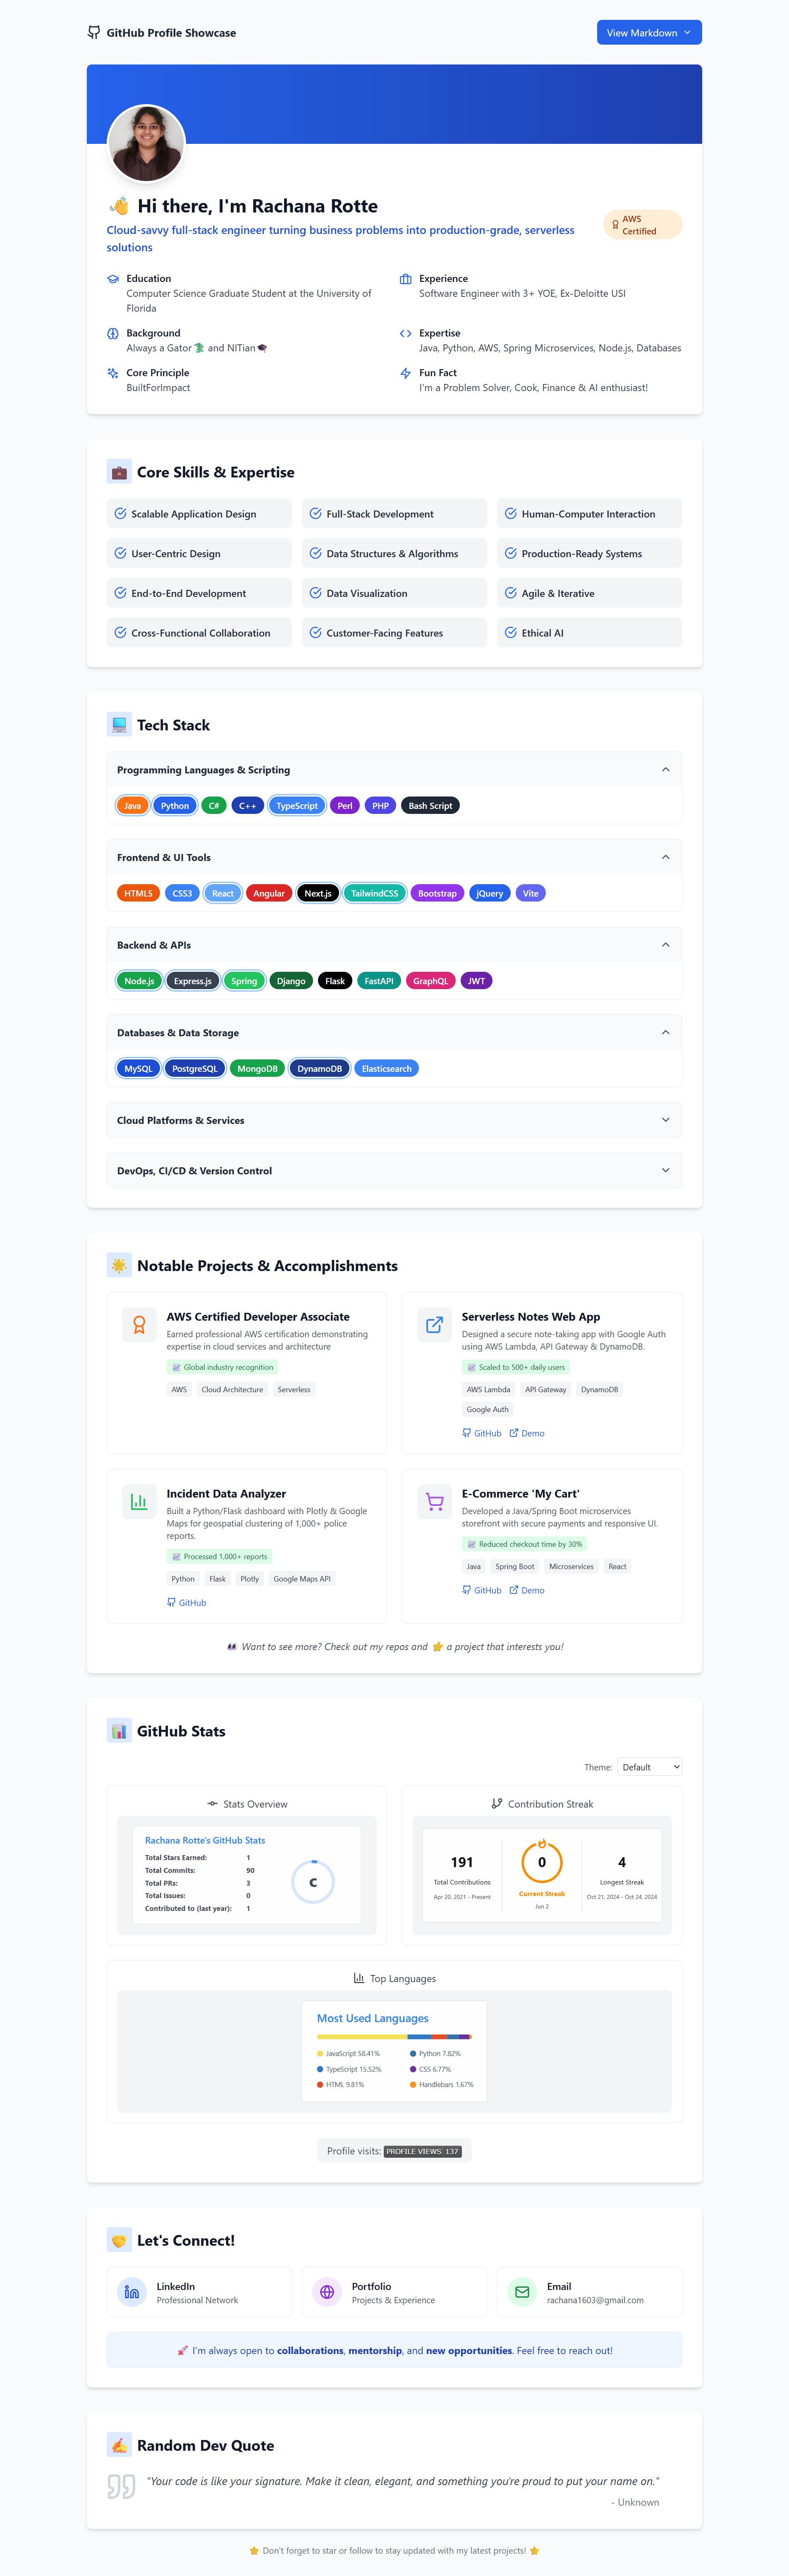 GitHub Profile Showcase
View Markdown
👋 Hi there, I'm Rachana Rotte
Cloud-savvy full-stack engineer turning business problems into production-grade, serverless
solutions
AWS
Certified
Education
Computer Science Graduate Student at the University of
Florida
Experience
Software Engineer with 3+ YOE, Ex-Deloitte USI
Background
Always a Gator 🐊 and NITian 🎓
Expertise
Java, Python, AWS, Spring Microservices, Node.js, Databases
Core Principle
BuiltForImpact
Fun Fact
I'm a Problem Solver, Cook, Finance & AI enthusiast!
💼 Core Skills & Expertise
Scalable Application Design
Full-Stack Development
Human-Computer Interaction
User-Centric Design
Data Structures & Algorithms
Production-Ready Systems
End-to-End Development
Data Visualization
Agile & Iterative
Cross-Functional Collaboration
Customer-Facing Features
Ethical AI
💻 Tech Stack
Programming Languages & Scripting
Java Python C# C++ TypeScript Perl PHP Bash Script
Frontend & UI Tools
HTML5 CSS3 React Angular Next.js TailwindCSS Bootstrap jQuery Vite
Backend & APIs
Node.js Express.js Spring Django Flask FastAPI GraphQL JWT
Databases & Data Storage
MySQL PostgreSQL MongoDB DynamoDB Elasticsearch
Cloud Platforms & Services
DevOps, CI/CD & Version Control
🌟 Notable Projects & Accomplishments
AWS Certified Developer Associate
Earned professional AWS certification demonstrating
expertise in cloud services and architecture
📈 Global industry recognition
AWS Cloud Architecture Serverless
Serverless Notes Web App
Designed a secure note-taking app with Google Auth
using AWS Lambda, API Gateway & DynamoDB.
📈 Scaled to 500+ daily users
AWS Lambda API Gateway DynamoDB
Google Auth
GitHub Demo
Incident Data Analyzer
Built a Python/Flask dashboard with Plotly & Google
Maps for geospatial clustering of 1,000+ police
reports.
📈 Processed 1,000+ reports
Python Flask Plotly Google Maps API
GitHub
E-Commerce 'My Cart'
Developed a Java/Spring Boot microservices
storefront with secure payments and responsive UI.
📈 Reduced checkout time by 30%
Java Spring Boot Microservices React
GitHub Demo
👀 Want to see more? Check out my repos and ⭐ a project that interests you!
📊 GitHub Stats
Theme: Default
Stats Overview
Rachana Rotte's GitHub Stats
Total Stars Earned: 1
Total Commits: 90
Total PRs: 3
Total Issues: 0
Contributed to (last year): 1
C
Contribution Streak
191
Total Contributions
Apr 20, 2021 - Present
0
Current Streak
Jun 2
4
Longest Streak
Oct 21, 2024 - Oct 24, 2024
Top Languages
Most Used Languages
JavaScript 58.41%
Python 7.82%
TypeScript 15.52%
CSS 6.77%
HTML 9.81%
Handlebars 1.67%
Profile visits: PROFILE VIEWS 137
🤝 Let's Connect!
LinkedIn
Professional Network
Portfolio
Projects & Experience
Email
rachana1603@gmail.com
🚀 I'm always open to collaborations, mentorship, and new opportunities. Feel free to reach out!
✍️ Random Dev Quote
"Your code is like your signature. Make it clean, elegant, and something you're proud to put your name on."
- Unknown
⭐ Don't forget to star or follow to stay updated with my latest projects! ⭐